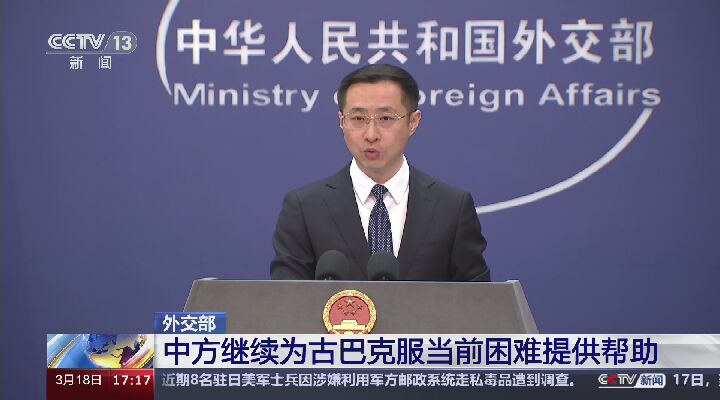 CCTV 13
新闻
中华人民共和国外交部
Ministry of Foreign Affairs
外交部
中方继续为古巴克服当前困难提供帮助
3月18日 17:17 近期8名驻日美军士兵因涉嫌利用军方邮政系统走私毒品遭到调查。 CCTV 新闻 17日，